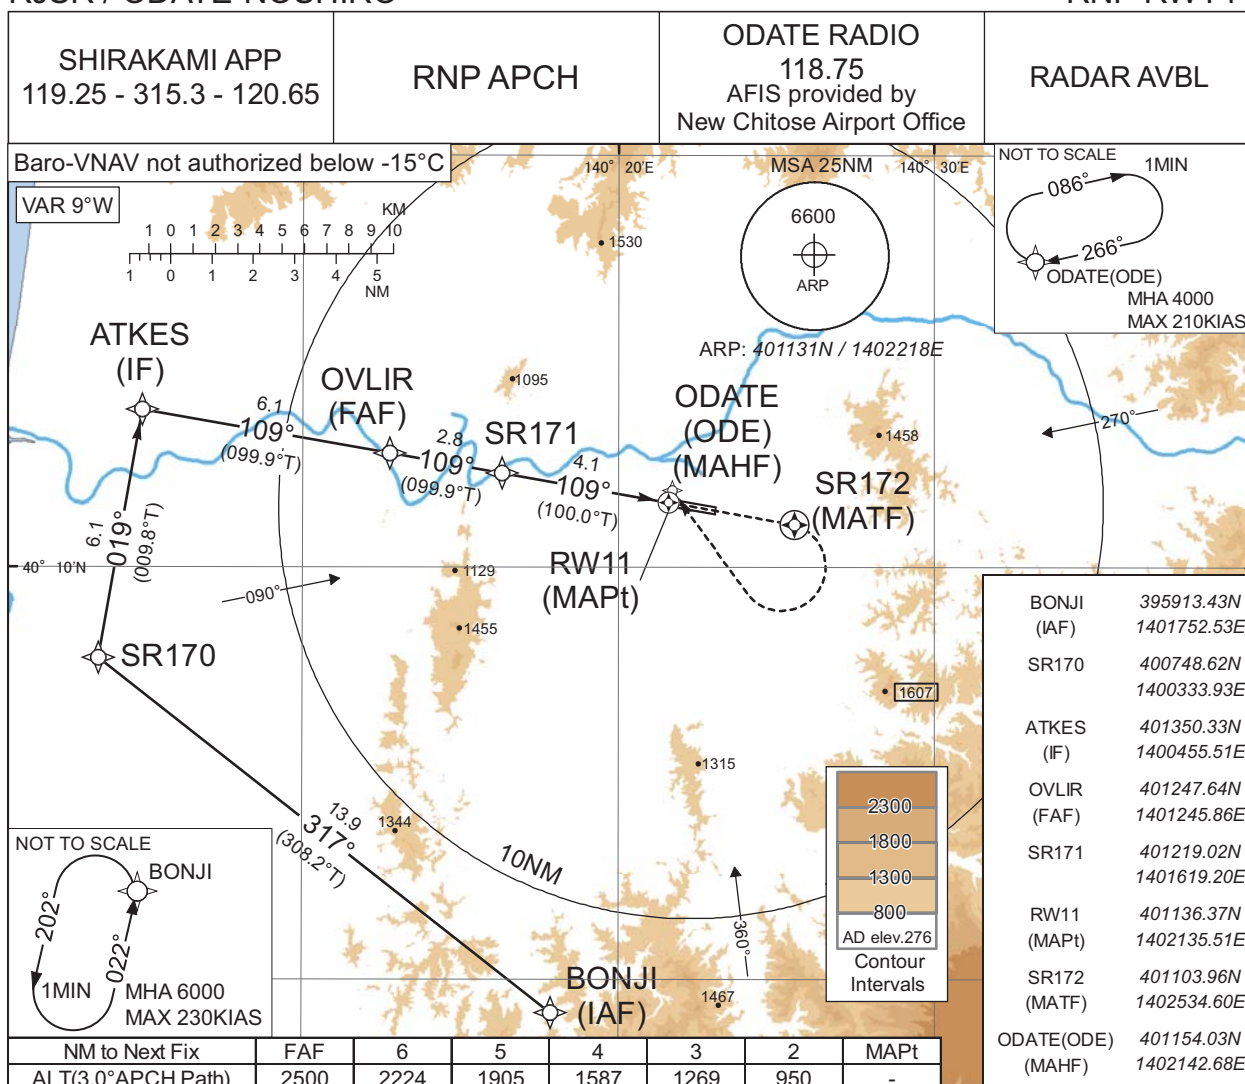 SHIRAKAMI APP
119.25 - 315.3 - 120.65
RNP APCH
ODATE RADIO
118.75
AFIS provided by
New Chitose Airport Office
RADAR AVBL
Baro-VNAV not authorized below -15°C
VAR 9°W
KM
1 0 1 2 3 4 5 6 7 8 9 10
1 0 1 2 3 4 5
NM
140° 20'E
MSA 25NM
140° 30'E
6600
ARP
ARP: 401131N / 1402218E
NOT TO SCALE
1MIN
086°
266°
ODATE(ODE)
MHA 4000
MAX 210KIAS
1530
1095
1458
270°
ATKES
(IF)
6.1
109°
(099.9°T)
OVLIR
(FAF)
2.8
109°
(099.9°T)
SR171
4.1
109°
(100.0°T)
ODATE
(ODE)
(MAHF)
SR172
(MATF)
RW11
(MAPt)
6.1
019°
(009.8°T)
40° 10'N
090°
1129
1455
SR170
1607
1315
1344
13.9
317°
(308.2°T)
10NM
360°
1467
BONJI
(IAF)
NOT TO SCALE
BONJI
202°
022°
1MIN
MHA 6000
MAX 230KIAS
2300
1800
1300
800
AD elev.276
Contour
Intervals
BONJI 395913.43N
(IAF) 1401752.53E
SR170 400748.62N
1400333.93E
ATKES 401350.33N
(IF) 1400455.51E
OVLIR 401247.64N
(FAF) 1401245.86E
SR171 401219.02N
1401619.20E
RW11 401136.37N
(MAPt) 1402135.51E
SR172 401103.96N
(MATF) 1402534.60E
ODATE(ODE) 401154.03N
(MAHF) 1402142.68E
NM to Next Fix FAF 6 5 4 3 2 MAPt
ALT(3.0°APCH Path) 2500 2224 1905 1587 1269 950 -